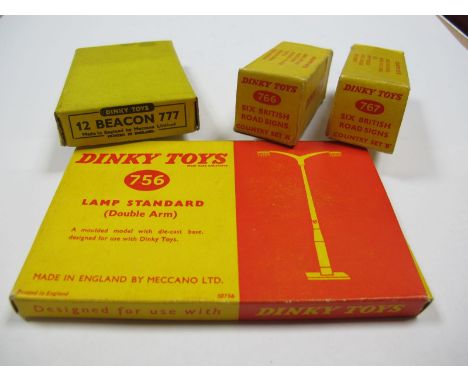 DINKY TOYS
12 BEACON 777
Made in England by Meccano Limited
DINKY TOYS
766
SIX BRITISH
ROAD SIGNS
COUNTRY SET 'A'
DINKY TOYS
767
SIX BRITISH
ROAD SIGNS
COUNTRY SET 'B'
DINKY TOYS
756
LAMP STANDARD
(Double Arm)
A moulded model with die-cast base,
designed for use with Dinky Toys.
MADE IN ENGLAND BY MECCANO LTD.
Printed in England
Designed for use with DINKY TOYS